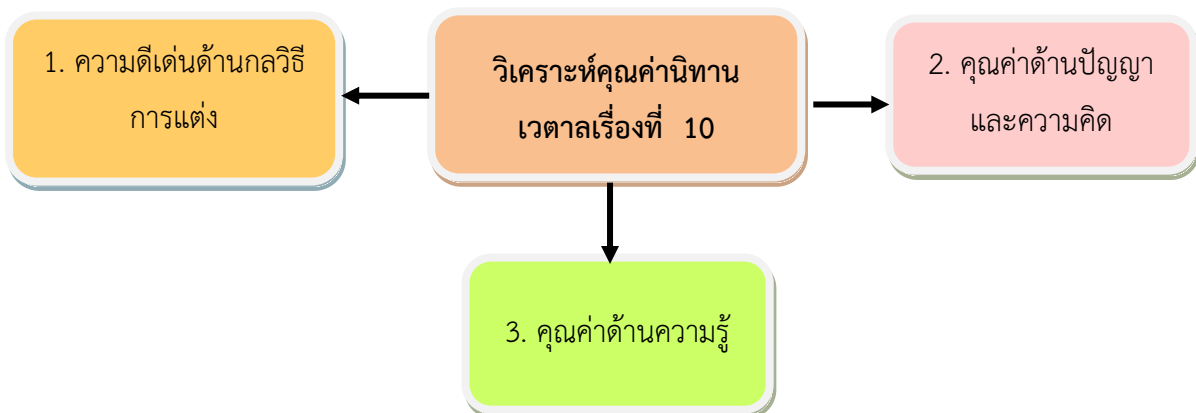 1. ความดีเด่นด้านกลวิธี
การแต่ง
วิเคราะห์คุณค่านิทาน
เวตาลเรื่องที่ 10
2. คุณค่าด้านปัญญา
และความคิด
3. คุณค่าด้านความรู้